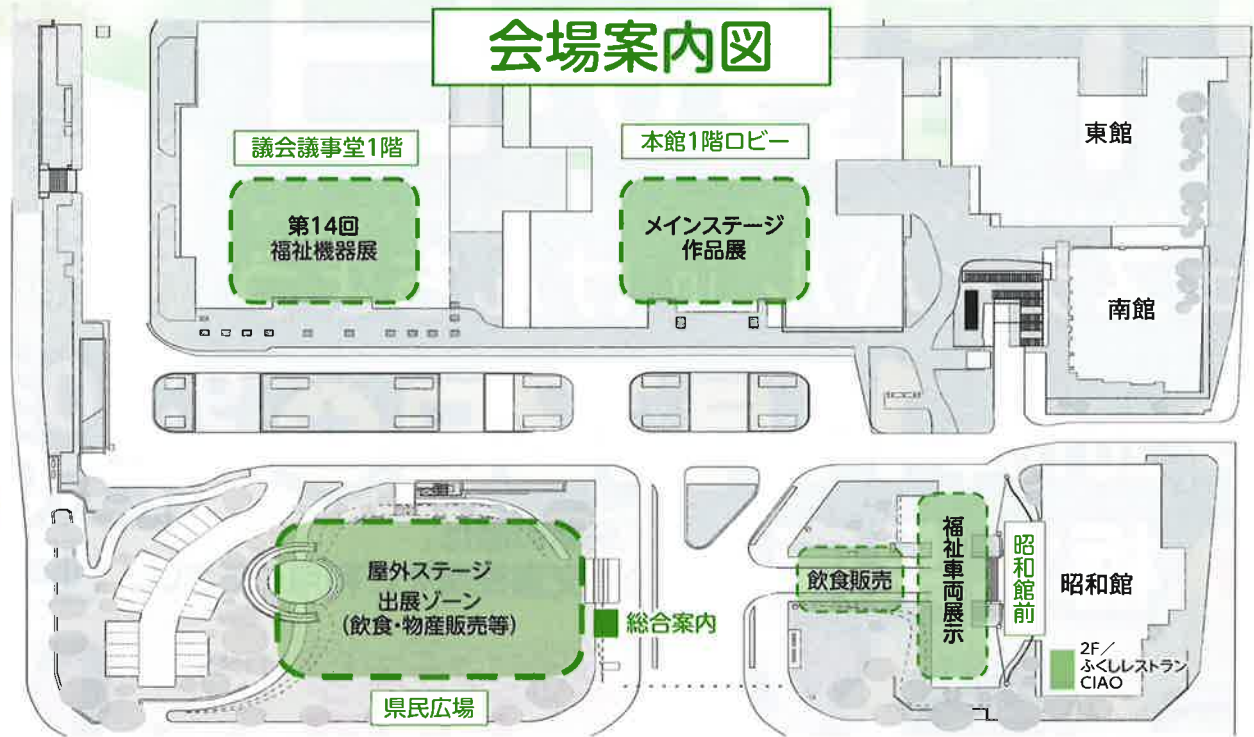 会場案内図
議会議事堂1階
第14回
福祉機器展
本館1階ロビー
メインステージ
作品展
東館
南館
屋外ステージ
出展ゾーン
(飲食・物産販売等)
県民広場
総合案内
飲食販売
福祉車両展示
昭和館前
昭和館
2F/
ふくしレストラン
CIAO